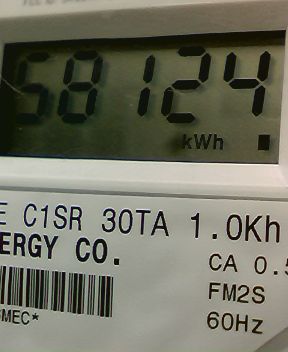 58124
kWh
E C1SR 30TA 1.0Kh
ERGY CO.
CA 0.5
FM2S
MEC*
60Hz